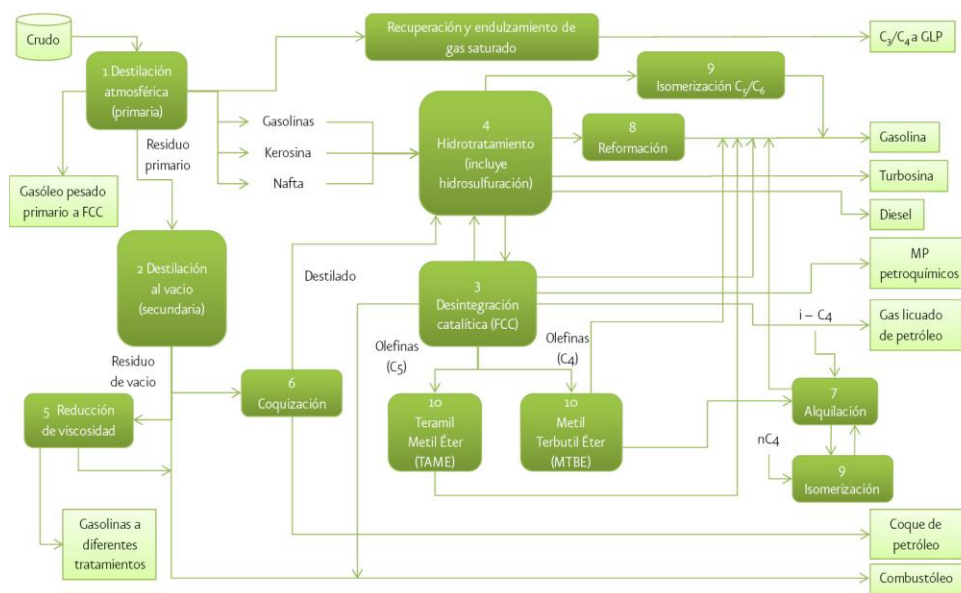 Crudo
1 Destilación
atmosférica
(primaria)
Recuperación y endulzamiento de
gas saturado
C3/C4 a GLP
9
Isomerización C5/C6
Gasolinas
Kerosina
Nafta
4
Hidrotratamiento
(incluye
hidrosulfuración)
8
Reformación
Gasolina
Turbosina
Diesel
Residuo
primario
Gasóleo pesado
primario a FCC
2 Destilación
al vacio
(secundaria)
Destilado
3
Desintegración
catalítica (FCC)
MP
petroquímicos
i – C4
Gas licuado
de petróleo
Olefinas
(C5)
Olefinas
(C4)
Residuo
de vacio
5 Reducción
de viscosidad
6
Coquización
10
Teramil
Metil Éter
(TAME)
10
Metil
Terbutil Éter
(MTBE)
7
Alquilación
nC4
9
Isomerización
Gasolinas a
diferentes
tratamientos
Coque de
petróleo
Combustóleo